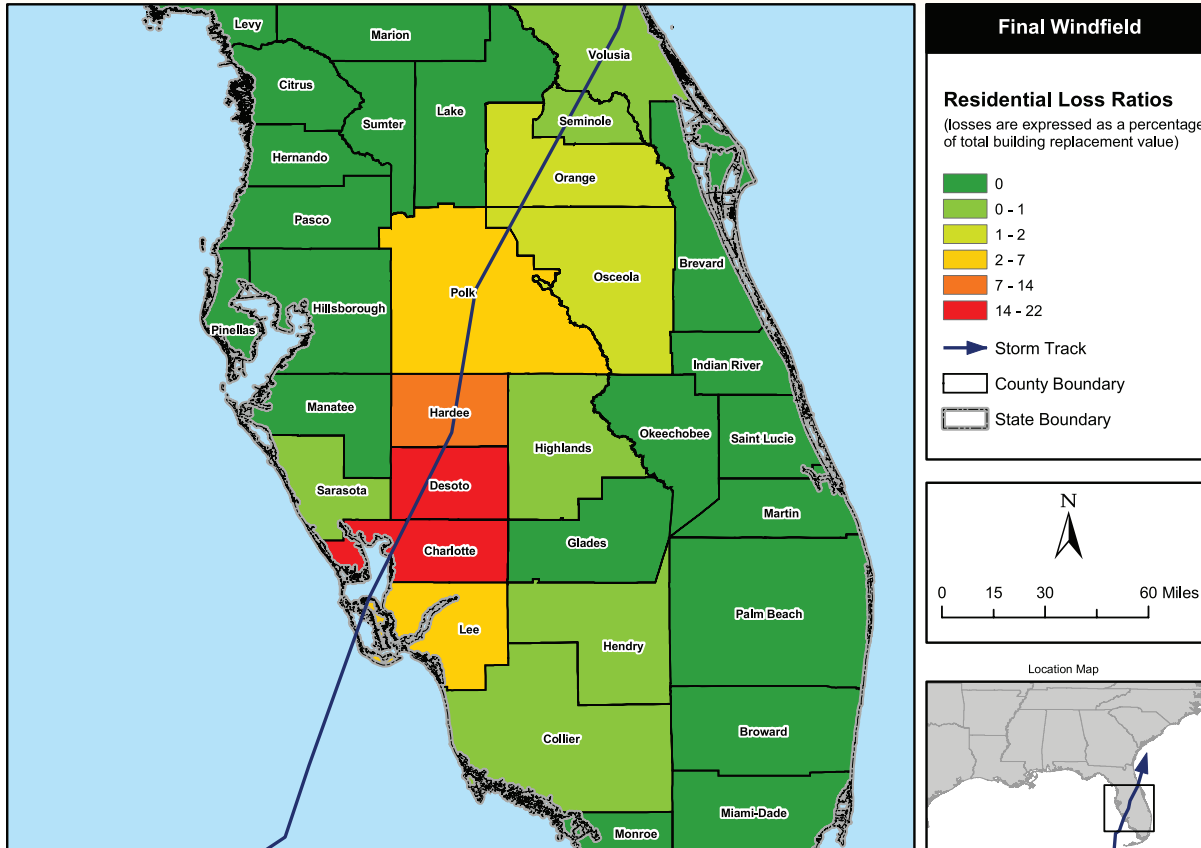 Levy
Marion
Volusia
Citrus
Lake
Sumter
Seminole
Hernando
Orange
Pasco
Brevard
Osceola
Polk
Hillsborough
Pinellas
Indian River
Manatee
Hardee
Okeechobee
Saint Lucie
Highlands
Sarasota
Desoto
Martin
Charlotte
Glades
Palm Beach
Lee
Hendry
Collier
Broward
Miami-Dade
Monroe
Final Windfield
Residential Loss Ratios
(losses are expressed as a percentage
of total building replacement value)
0
0 - 1
1 - 2
2 - 7
7 - 14
14 - 22
Storm Track
County Boundary
State Boundary
N
0 15 30 60 Miles
Location Map